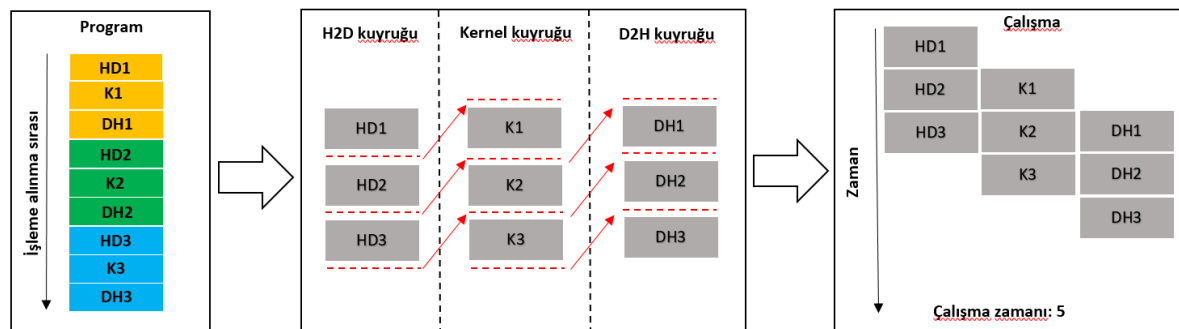 Program
İşleme alınma sırası
HD1
K1
DH1
HD2
K2
DH2
HD3
K3
DH3
H2D kuyruğu
Kernel kuyruğu
D2H kuyruğu
HD1
K1
DH1
HD2
K2
DH2
HD3
K3
DH3
Çalışma
Zaman
HD1
HD2
K1
HD3
K2
DH1
K3
DH2
DH3
Çalışma zamanı: 5